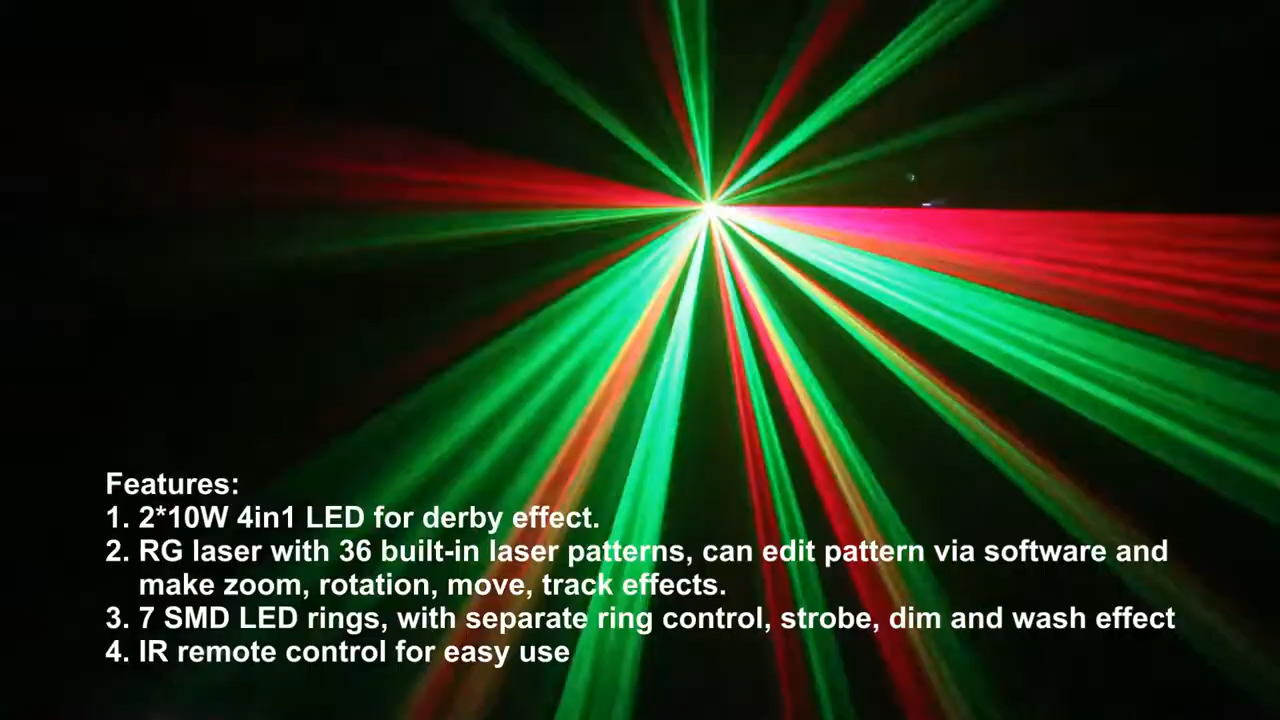 Features:
1. 2*10W 4in1 LED for derby effect.
2. RG laser with 36 built-in laser patterns, can edit pattern via software and
make zoom, rotation, move, track effects.
3. 7 SMD LED rings, with separate ring control, strobe, dim and wash effect
4. IR remote control for easy use